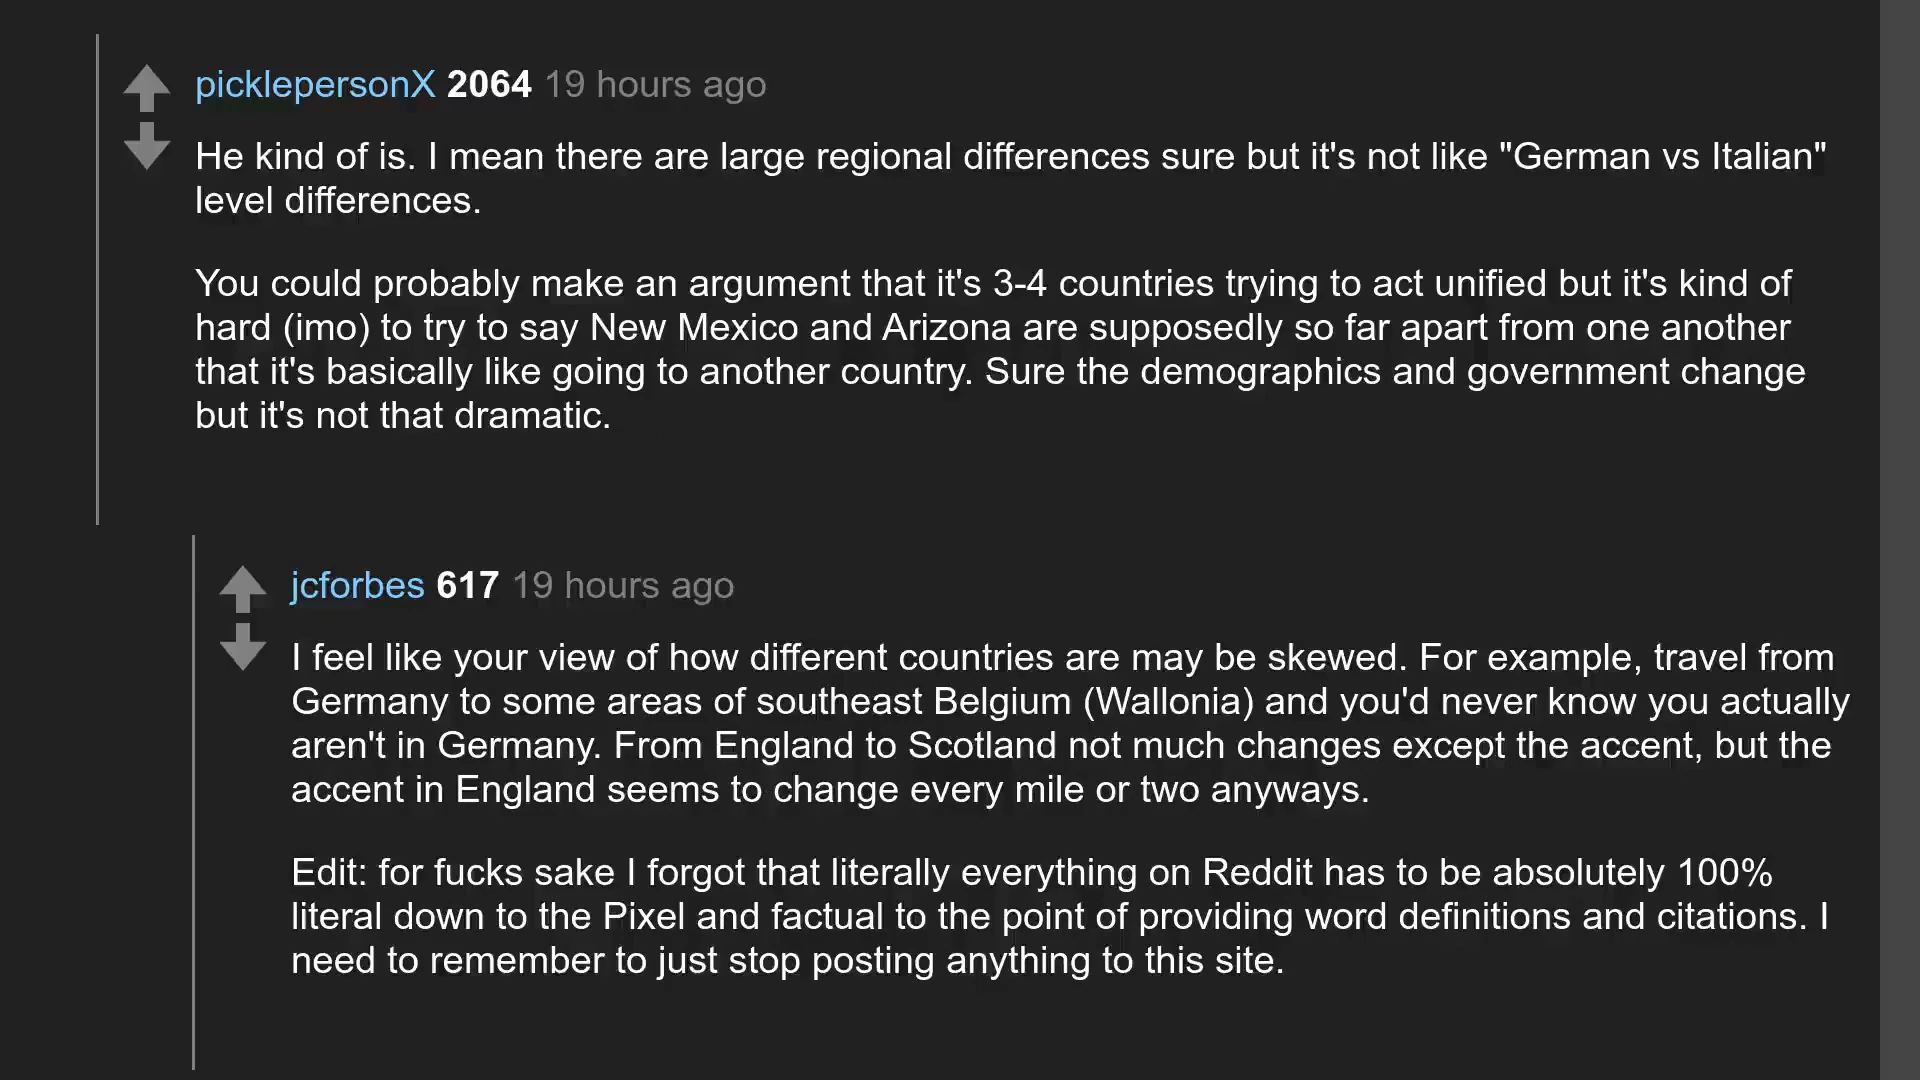 picklepersonX 2064 19 hours ago
He kind of is. I mean there are large regional differences sure but it's not like "German vs Italian"
level differences.
You could probably make an argument that it's 3-4 countries trying to act unified but it's kind of
hard (imo) to try to say New Mexico and Arizona are supposedly so far apart from one another
that it's basically like going to another country. Sure the demographics and government change
but it's not that dramatic.
jcforbes 617 19 hours ago
I feel like your view of how different countries are may be skewed. For example, travel from
Germany to some areas of southeast Belgium (Wallonia) and you'd never know you actually
aren't in Germany. From England to Scotland not much changes except the accent, but the
accent in England seems to change every mile or two anyways.
Edit: for fucks sake I forgot that literally everything on Reddit has to be absolutely 100%
literal down to the Pixel and factual to the point of providing word definitions and citations. I
need to remember to just stop posting anything to this site.